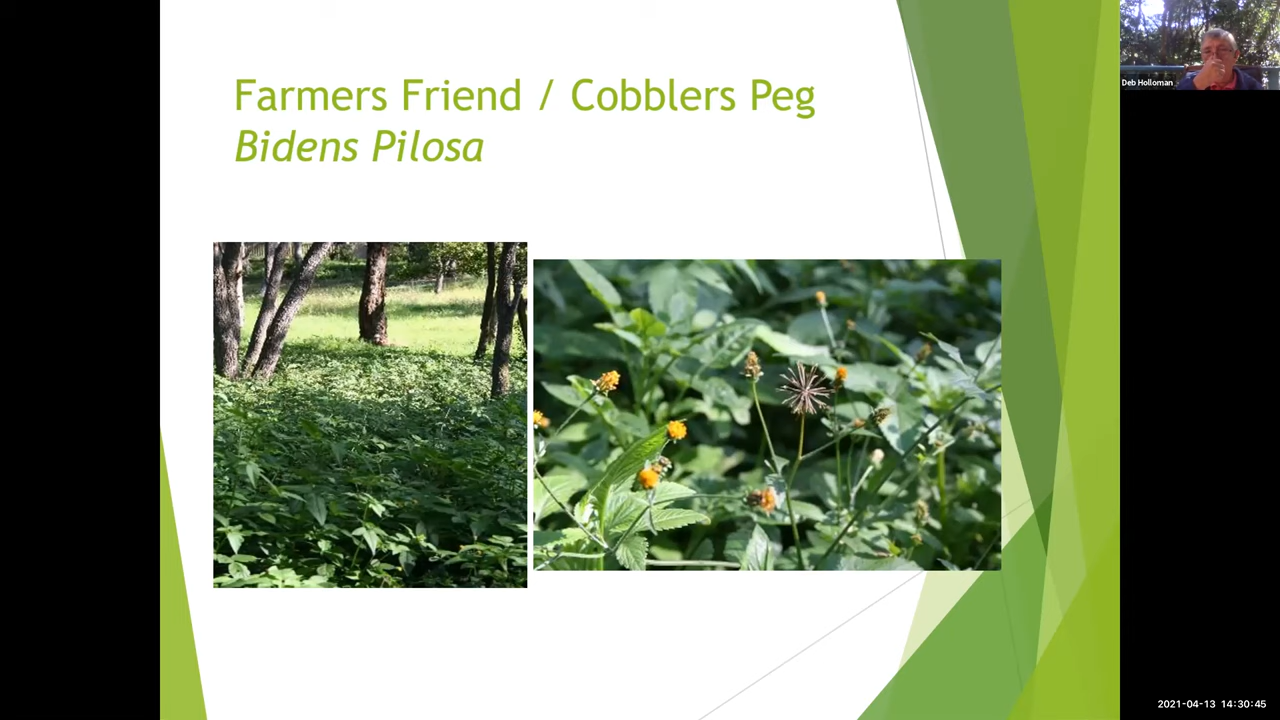 Farmers Friend / Cobblers Peg
Bidens Pilosa
Deb Holloman
2021-04-13 14:30:45